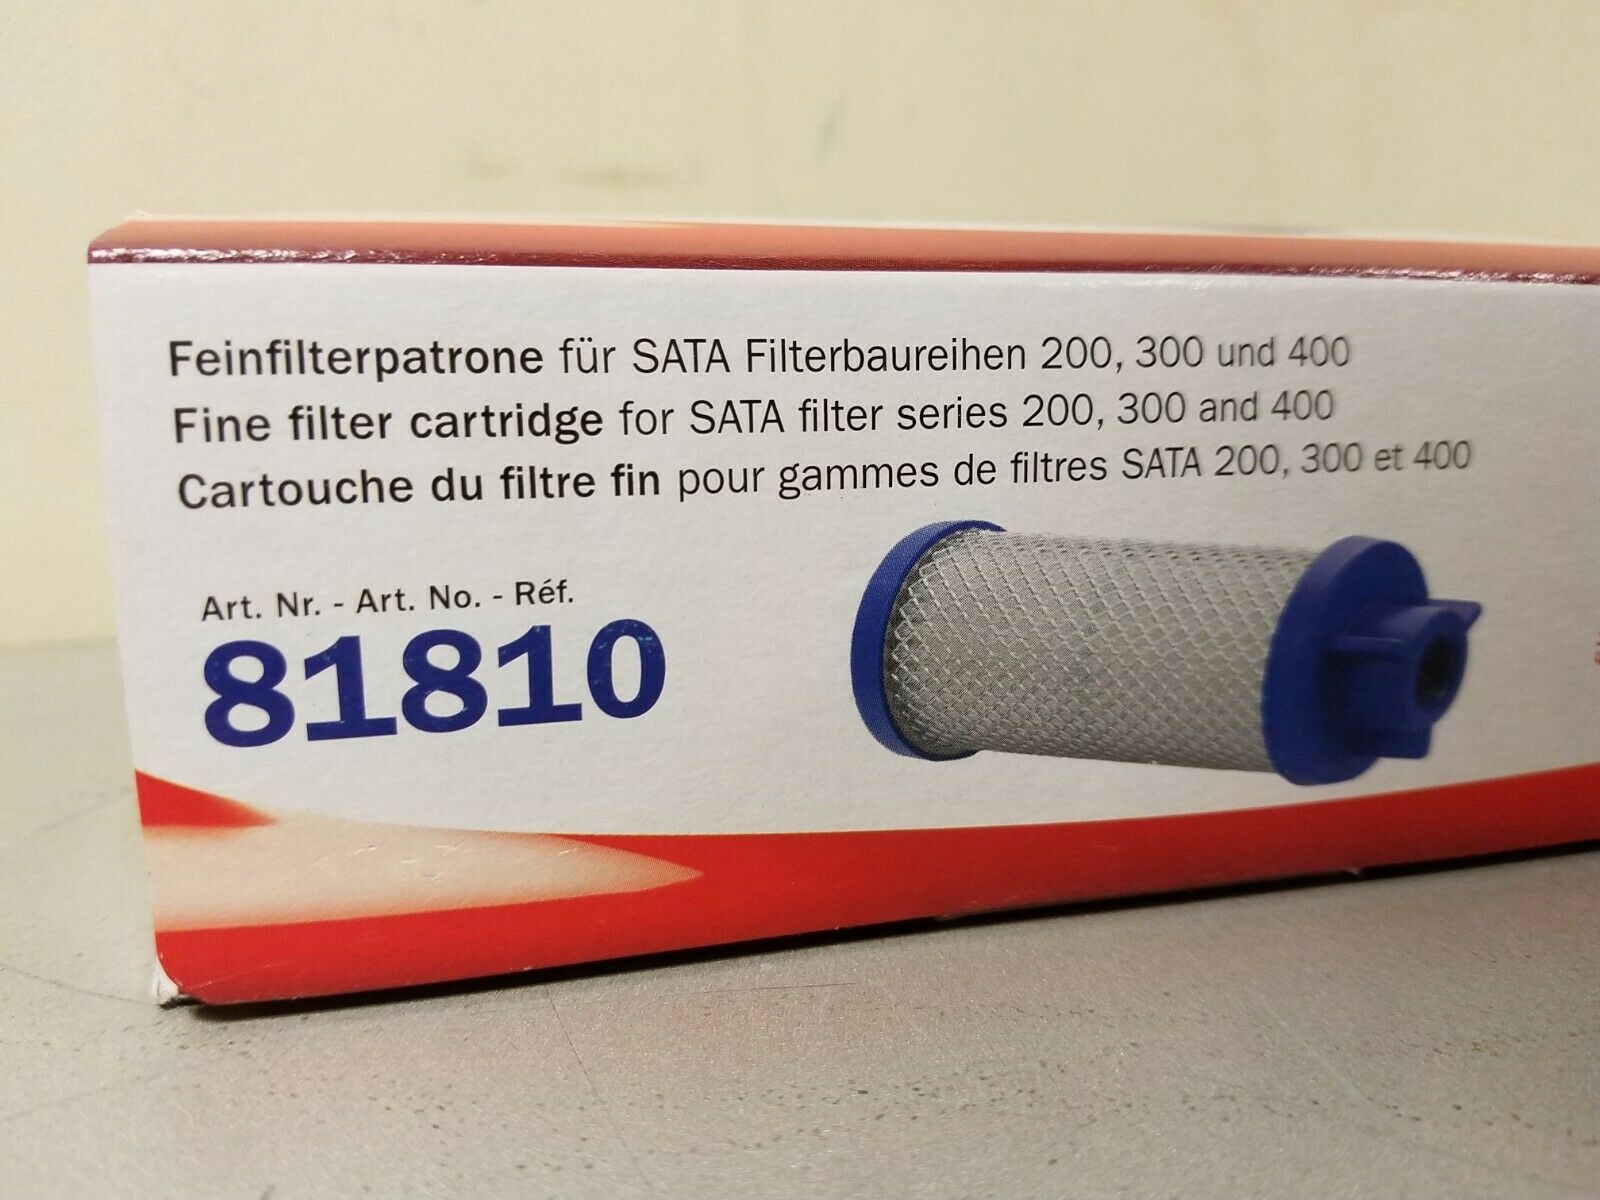 Feinfilterpatrone für SATA Filterbaureihen 200, 300 und 400
Fine filter cartridge for SATA filter series 200, 300 and 400
Cartouche du filtre fin pour gammes de filtres SATA 200, 300 et 400
Art. Nr. - Art. No. - Réf.
81810